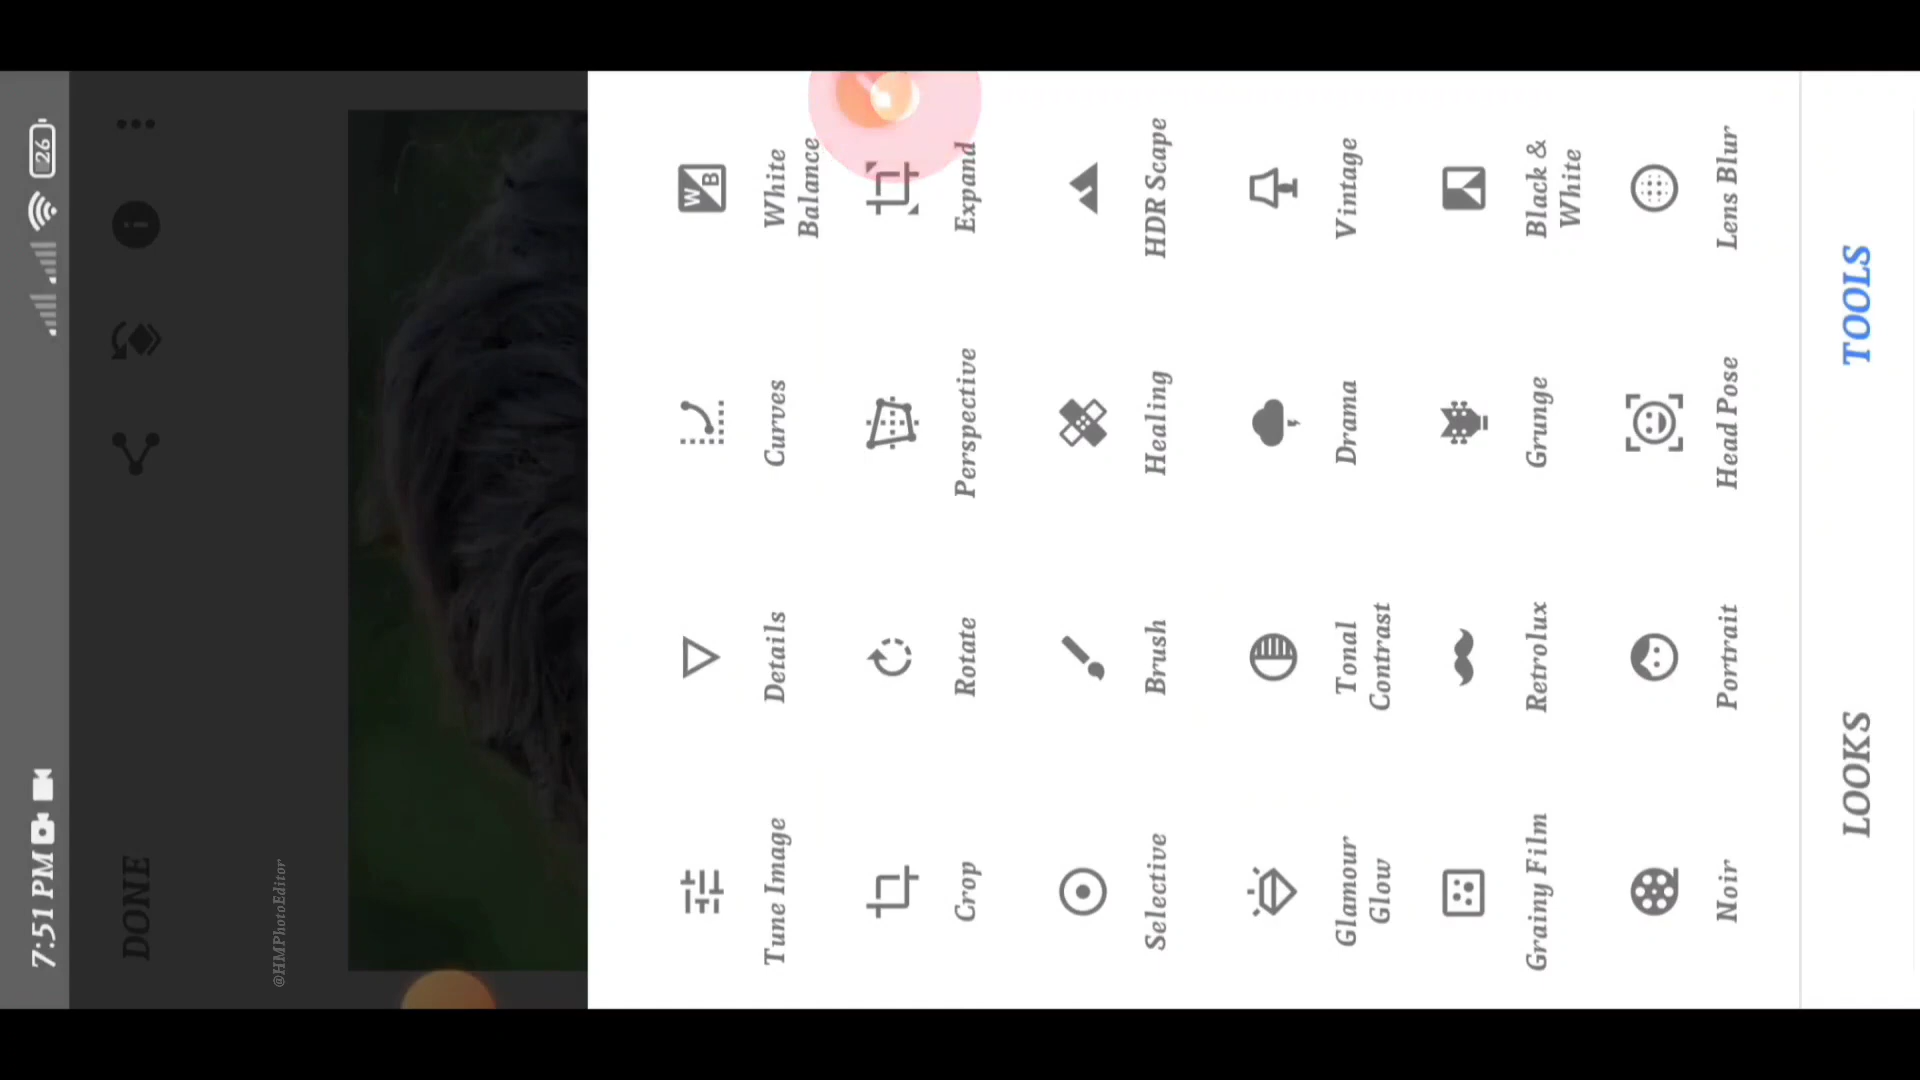 7:51 PM
26
DONE
@HMPhotoEditor
Tune Image
Details
Curves
White
Balance
Crop
Rotate
Perspective
Expand
Selective
Brush
Healing
HDR Scape
Glamour
Glow
Tonal
Contrast
Drama
Vintage
Grainy Film
Retrolux
Grunge
Black &
White
Noir
Portrait
Head Pose
Lens Blur
LOOKS
TOOLS